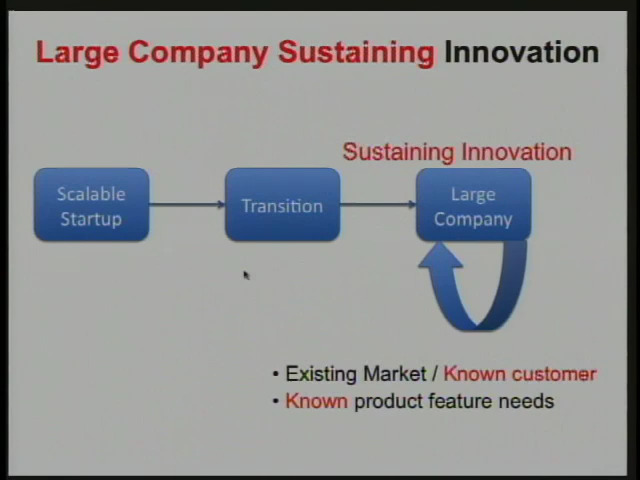 Large Company Sustaining Innovation
Sustaining Innovation
Scalable
Startup
Transition
Large
Company
• Existing Market / Known customer
• Known product feature needs